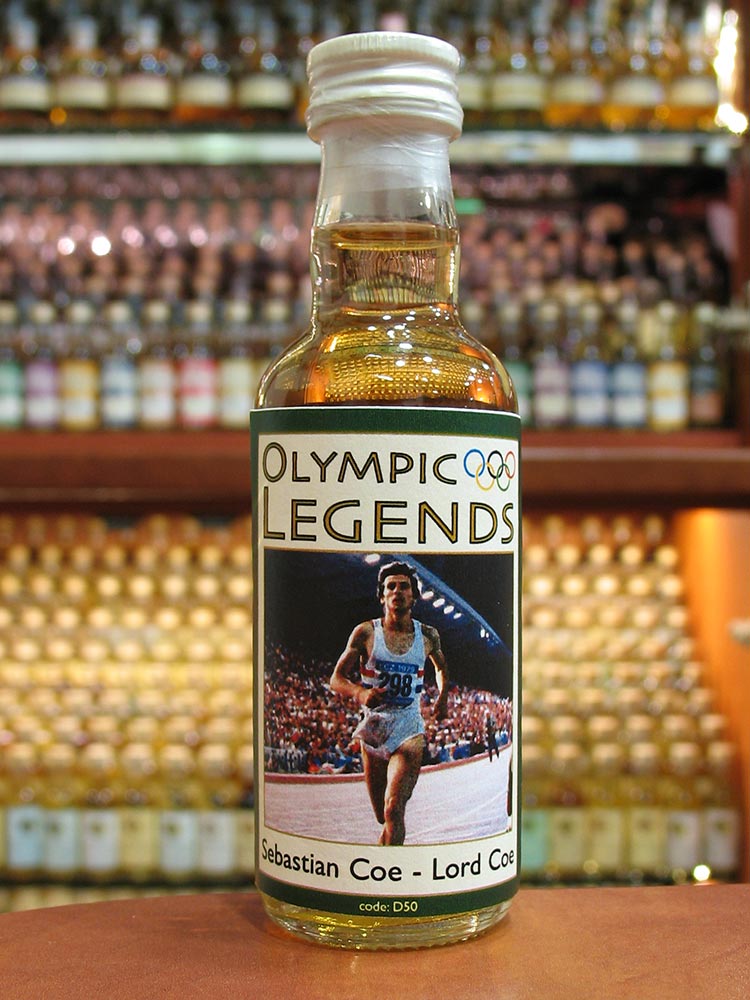 OLYMPIC
LEGENDS
298
Sebastian Coe - Lord Coe
code: D50